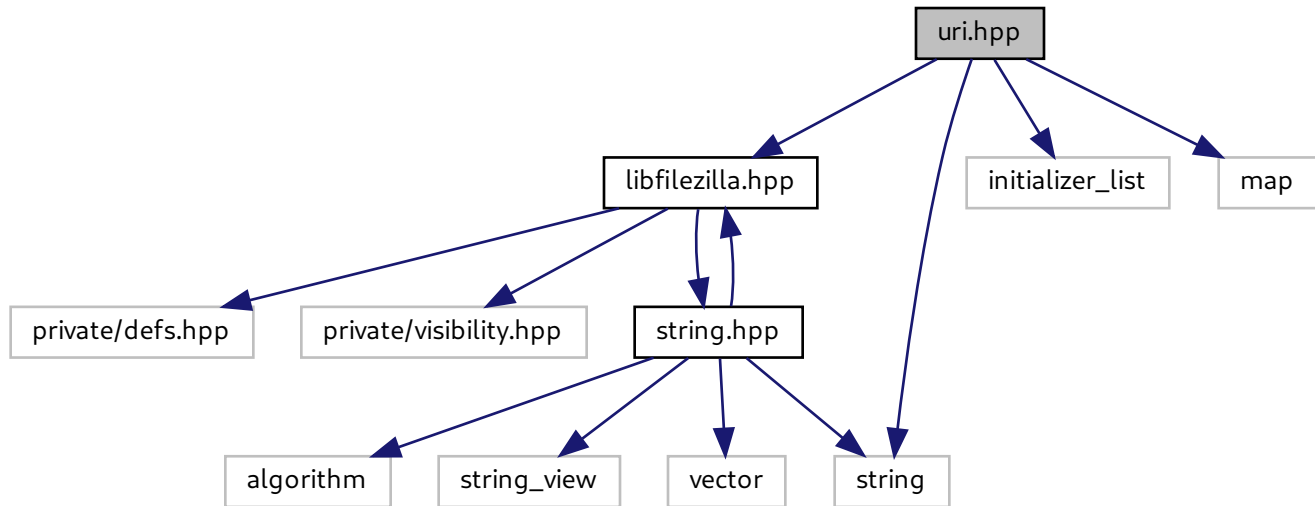 uri.hpp
libfilezilla.hpp
initializer_list
map
private/defs.hpp
private/visibility.hpp
string.hpp
algorithm
string_view
vector
string